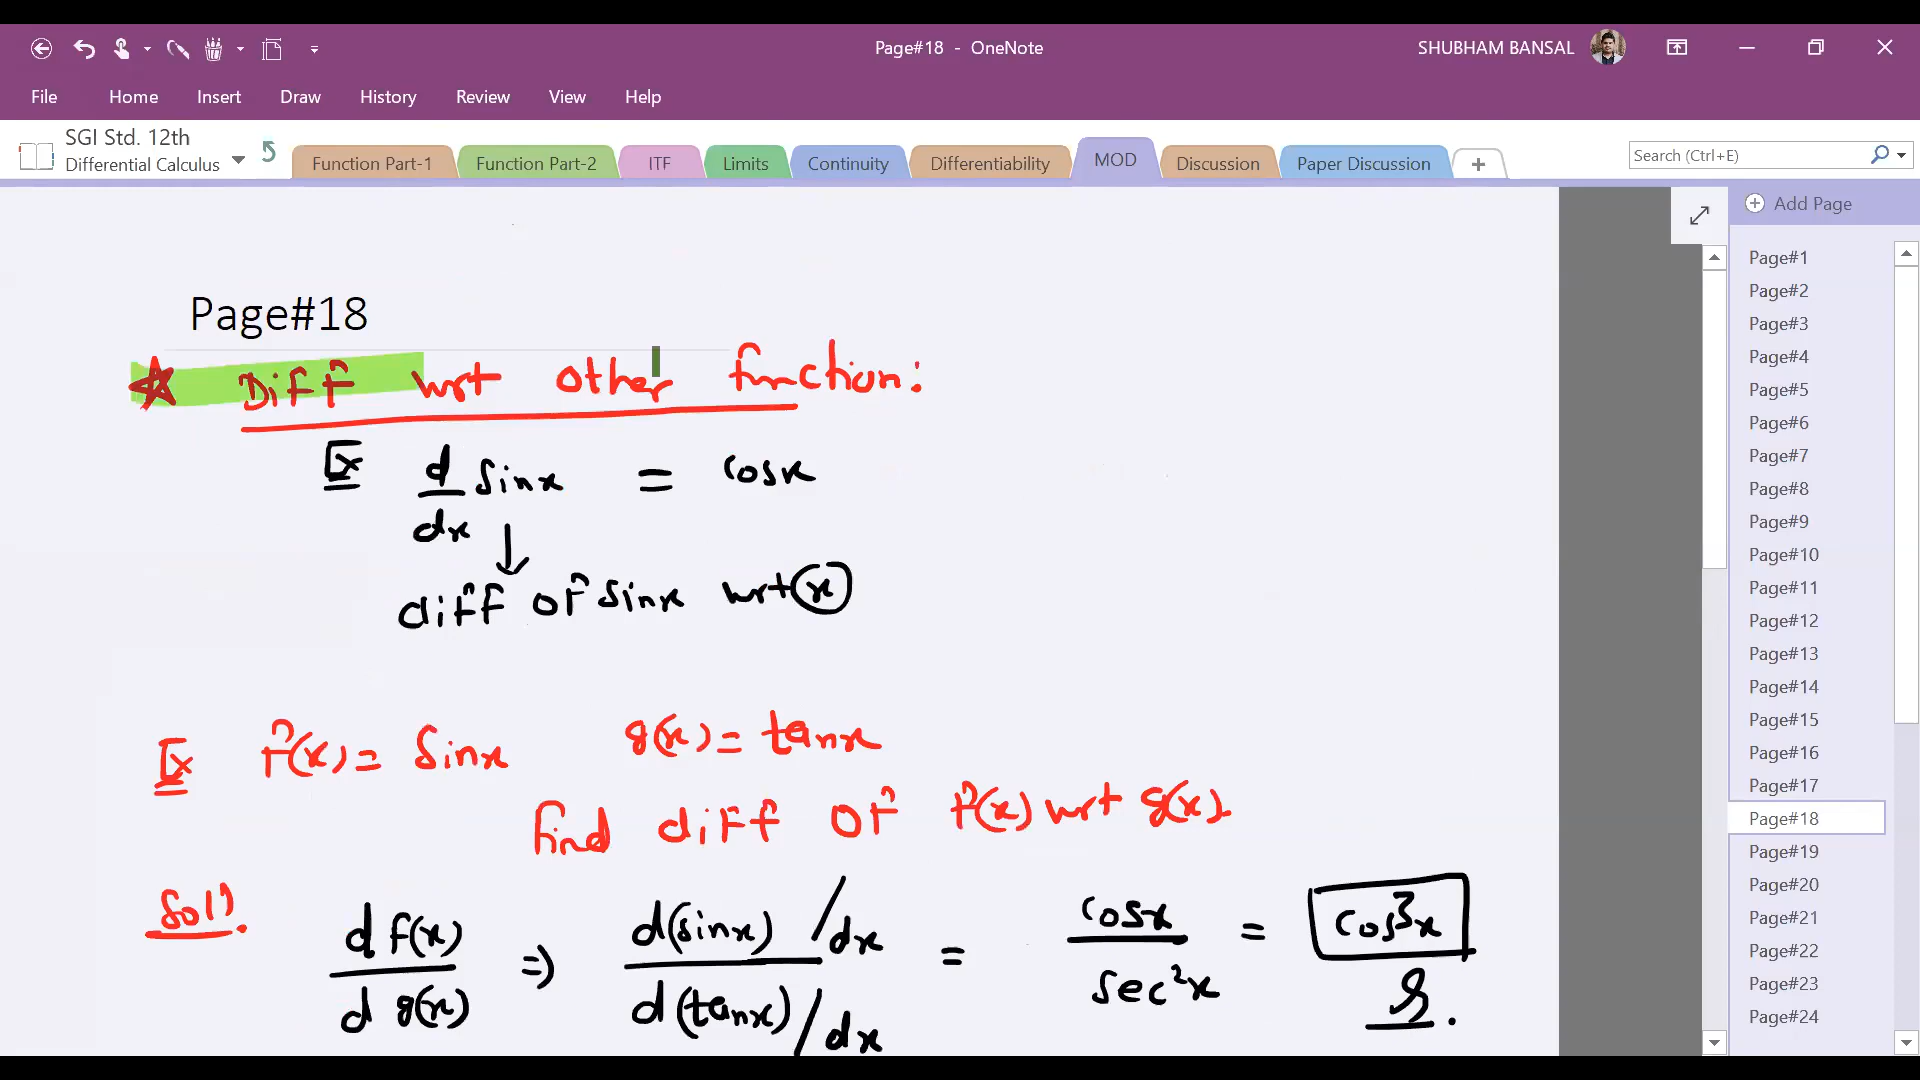 Page#18 - OneNote
SHUBHAM BANSAL
File Home Insert Draw History Review View Help
SGI Std. 12th
Differential Calculus
Function Part-1 Function Part-2 ITF Limits Continuity Differentiability MOD Discussion Paper Discussion +
Search (Ctrl+E)
Add Page
Page#1
Page#2
Page#3
Page#4
Page#5
Page#6
Page#7
Page#8
Page#9
Page#10
Page#11
Page#12
Page#13
Page#14
Page#15
Page#16
Page#17
Page#18
Page#19
Page#20
Page#21
Page#22
Page#23
Page#24
Page#18
Diff wrt other function:
Ex d/dx sinx = cosx
diff of sinx wrt x
Ex f(x) = sinx g(x) = tanx
find diff of f(x) wrt g(x)
Sol).
d f(x) / d g(x) ⇒ d(sinx)/dx / d(tanx)/dx = cosx / sec²x = cos³x